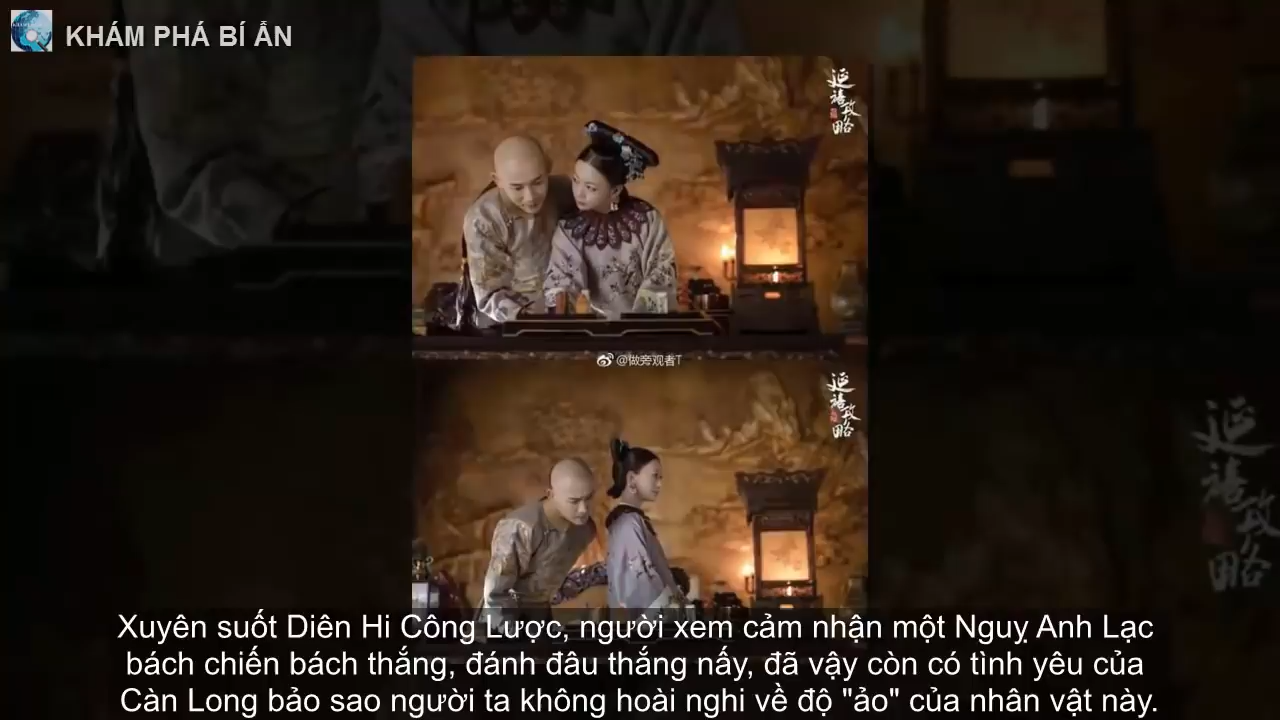 KHÁM PHÁ BÍ ẨN
延禧攻略
@做旁观者T
延禧攻略
延禧攻略
Xuyên suốt Diên Hi Công Lược, người xem cảm nhận một Nguỵ Anh Lạc
bách chiến bách thắng, đánh đâu thắng nấy, đã vậy còn có tình yêu của
Càn Long bảo sao người ta không hoài nghi về độ "ảo" của nhân vật này.